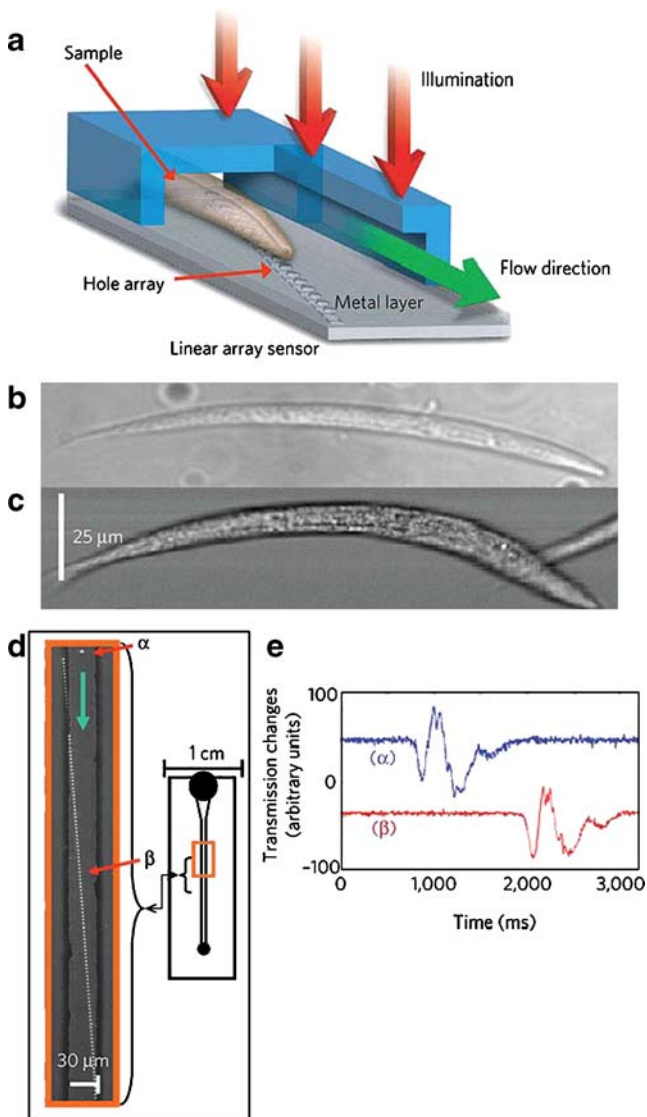 a
Sample
Illumination
Hole array
Metal layer
Flow direction
Linear array sensor
b
c
25 μm
d
α
β
30 μm
1 cm
e
Transmission changes
(arbitrary units)
100
0
-100
(α)
(β)
0
1,000
2,000
3,000
Time (ms)